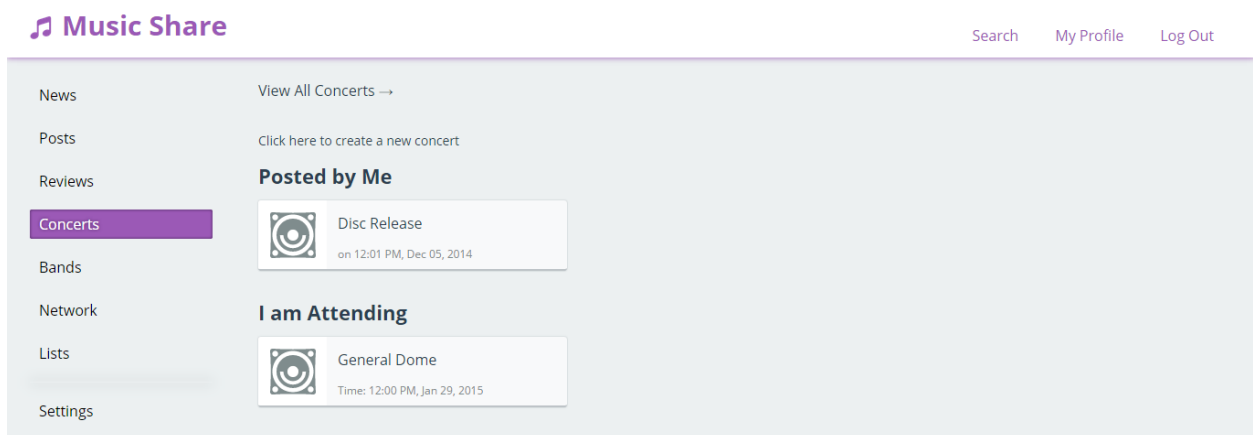 Music Share
Search
My Profile
Log Out
News
Posts
Reviews
Concerts
Bands
Network
Lists
Settings
View All Concerts →
Click here to create a new concert
Posted by Me
Disc Release
on 12:01 PM, Dec 05, 2014
I am Attending
General Dome
Time: 12:00 PM, Jan 29, 2015